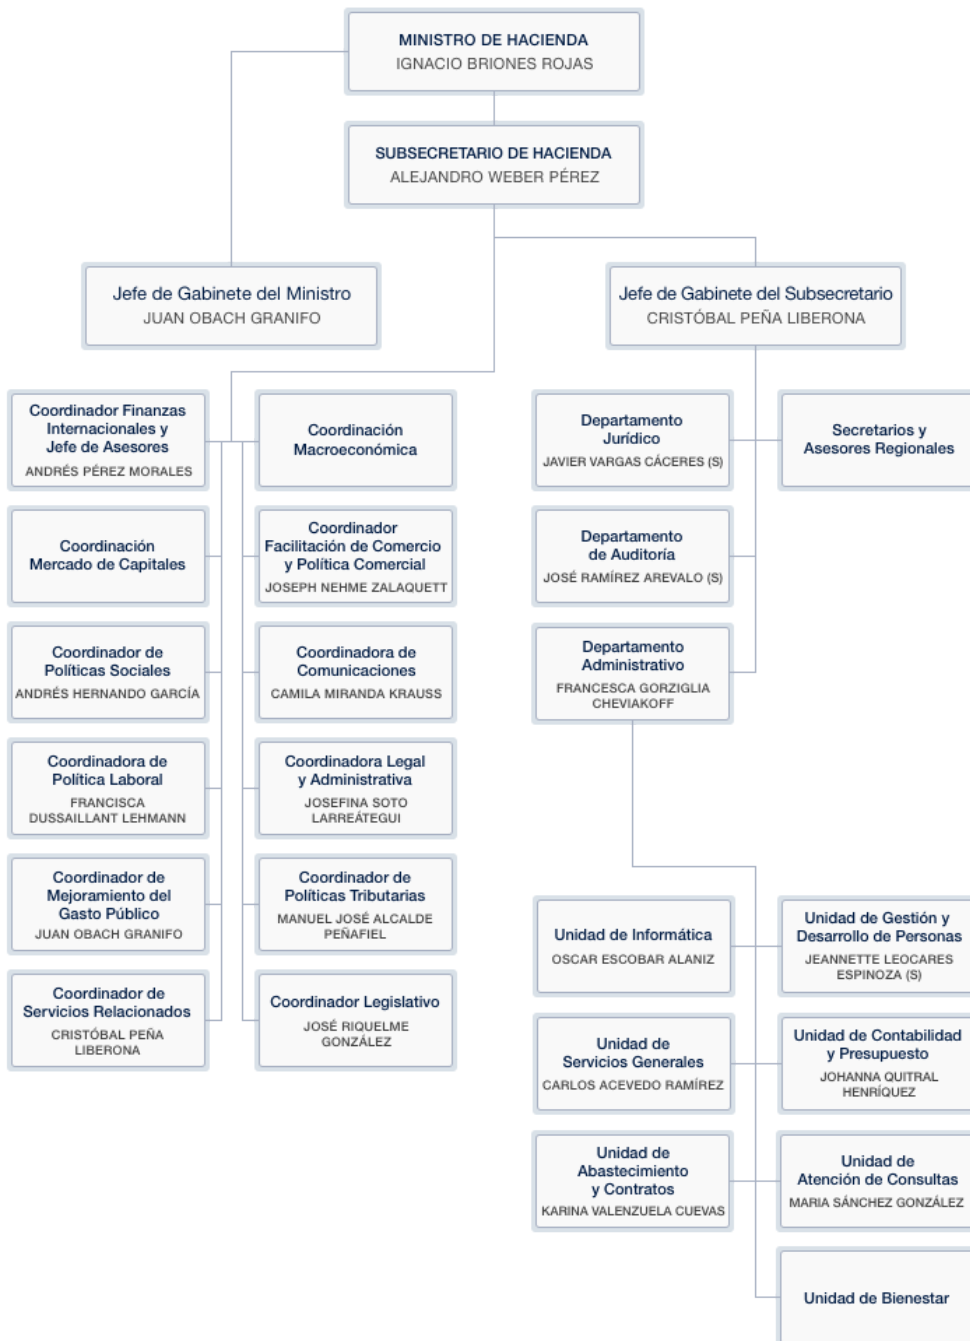 MINISTRO DE HACIENDA
IGNACIO BRIONES ROJAS
SUBSECRETARIO DE HACIENDA
ALEJANDRO WEBER PÉREZ
Jefe de Gabinete del Ministro
JUAN OBACH GRANIFO
Jefe de Gabinete del Subsecretario
CRISTÓBAL PEÑA LIBERONA
Coordinador Finanzas
Internacionales y
Jefe de Asesores
ANDRÉS PÉREZ MORALES
Coordinación
Macroeconómica
Coordinación
Mercado de Capitales
Coordinador
Facilitación de Comercio
y Política Comercial
JOSEPH NEHME ZALAQUETT
Coordinador de
Políticas Sociales
ANDRÉS HERNANDO GARCÍA
Coordinadora de
Comunicaciones
CAMILA MIRANDA KRAUSS
Coordinadora de
Política Laboral
FRANCISCA
DUSSAILLANT LEHMANN
Coordinadora Legal
y Administrativa
JOSEFINA SOTO
LARREÁTEGUI
Coordinador de
Mejoramiento del
Gasto Público
JUAN OBACH GRANIFO
Coordinador de
Políticas Tributarias
MANUEL JOSÉ ALCALDE
PEÑAFIEL
Coordinador de
Servicios Relacionados
CRISTÓBAL PEÑA
LIBERONA
Coordinador Legislativo
JOSÉ RIQUELME
GONZÁLEZ
Departamento
Jurídico
JAVIER VARGAS CÁCERES (S)
Secretarios y
Asesores Regionales
Departamento
de Auditoría
JOSÉ RAMÍREZ AREVALO (S)
Departamento
Administrativo
FRANCESCA GORZIGLIA
CHEVIAKOFF
Unidad de Informática
OSCAR ESCOBAR ALANIZ
Unidad de Gestión y
Desarrollo de Personas
JEANNETTE LEOCARES
ESPINOZA (S)
Unidad de
Servicios Generales
CARLOS ACEVEDO RAMÍREZ
Unidad de Contabilidad
y Presupuesto
JOHANNA QUITRAL
HENRÍQUEZ
Unidad de
Abastecimiento
y Contratos
KARINA VALENZUELA CUEVAS
Unidad de
Atención de Consultas
MARIA SÁNCHEZ GONZÁLEZ
Unidad de Bienestar